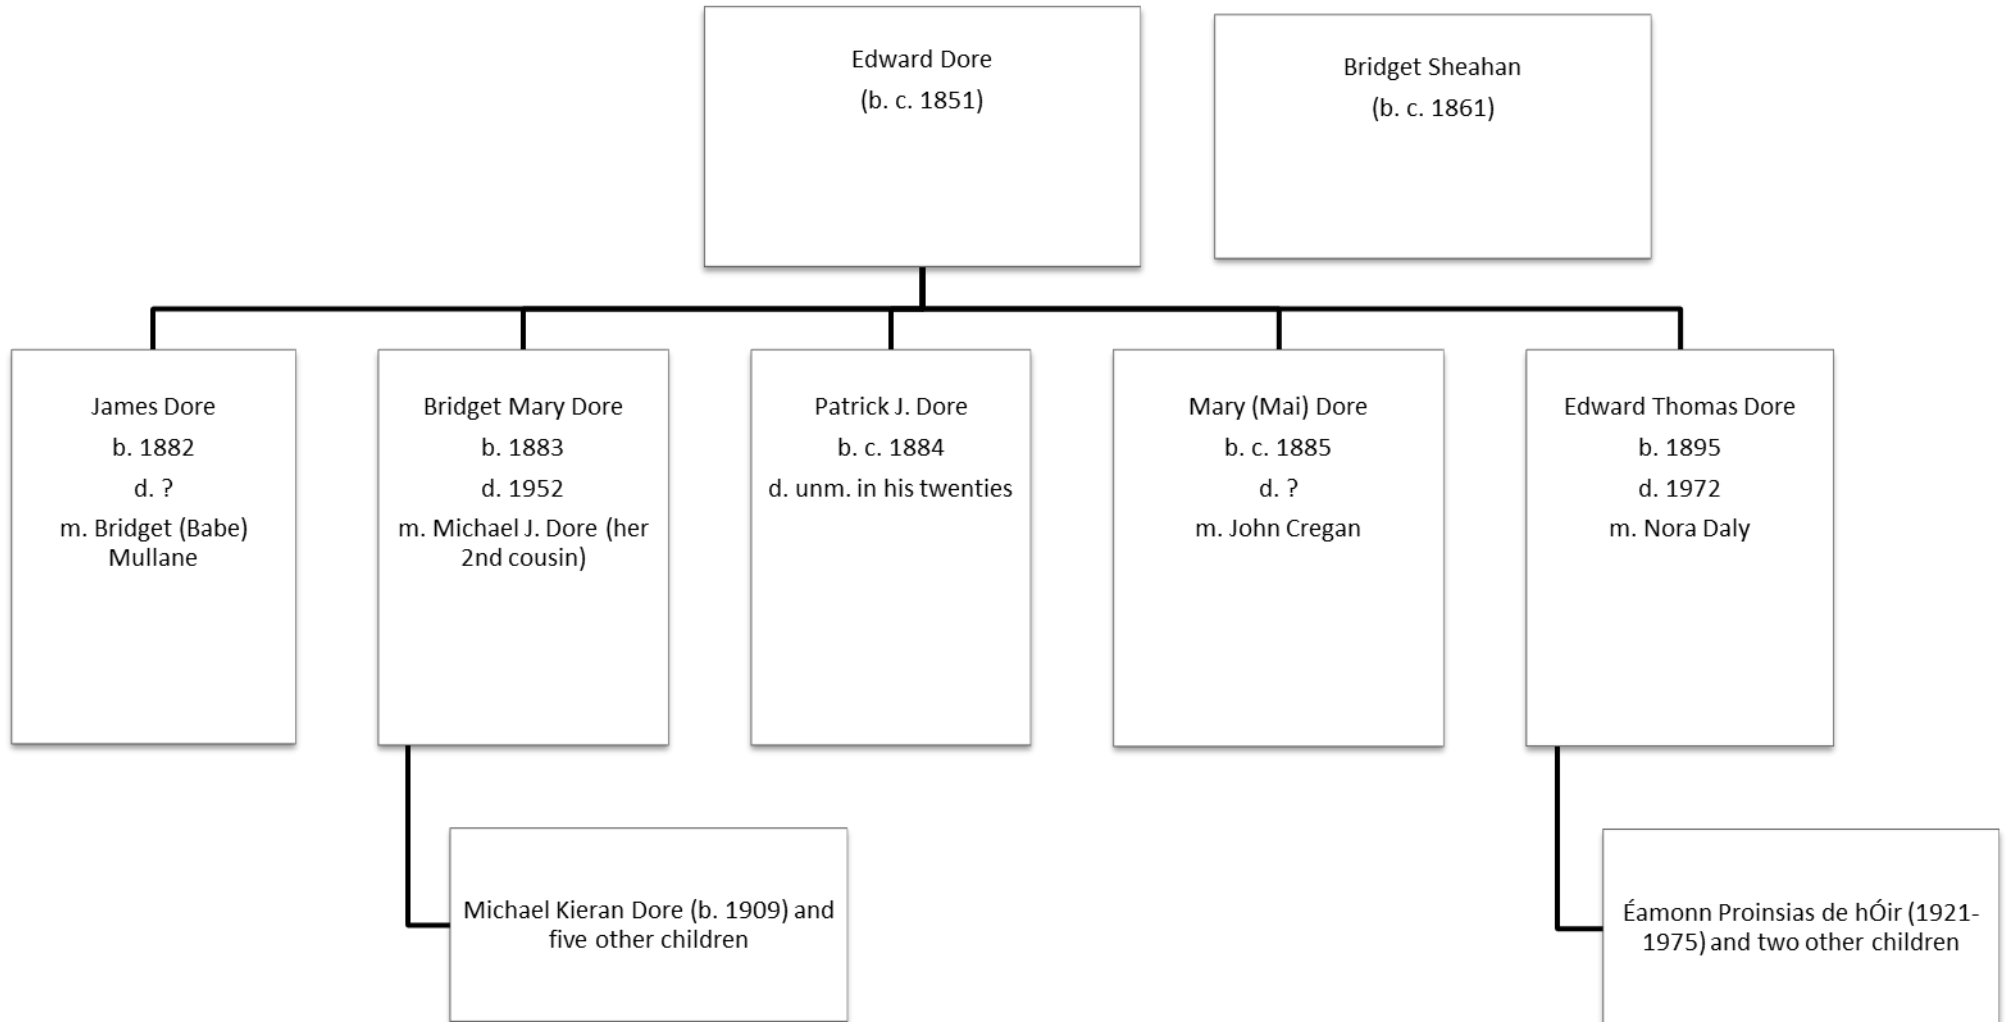 Edward Dore
(b. c. 1851)
Bridget Sheahan
(b. c. 1861)
James Dore
b. 1882
d. ?
m. Bridget (Babe)
Mullane
Bridget Mary Dore
b. 1883
d. 1952
m. Michael J. Dore (her
2nd cousin)
Patrick J. Dore
b. c. 1884
d. unm. in his twenties
Mary (Mai) Dore
b. c. 1885
d. ?
m. John Cregan
Edward Thomas Dore
b. 1895
d. 1972
m. Nora Daly
Michael Kieran Dore (b. 1909) and
five other children
Éamonn Proinsias de hÓir (1921-
1975) and two other children